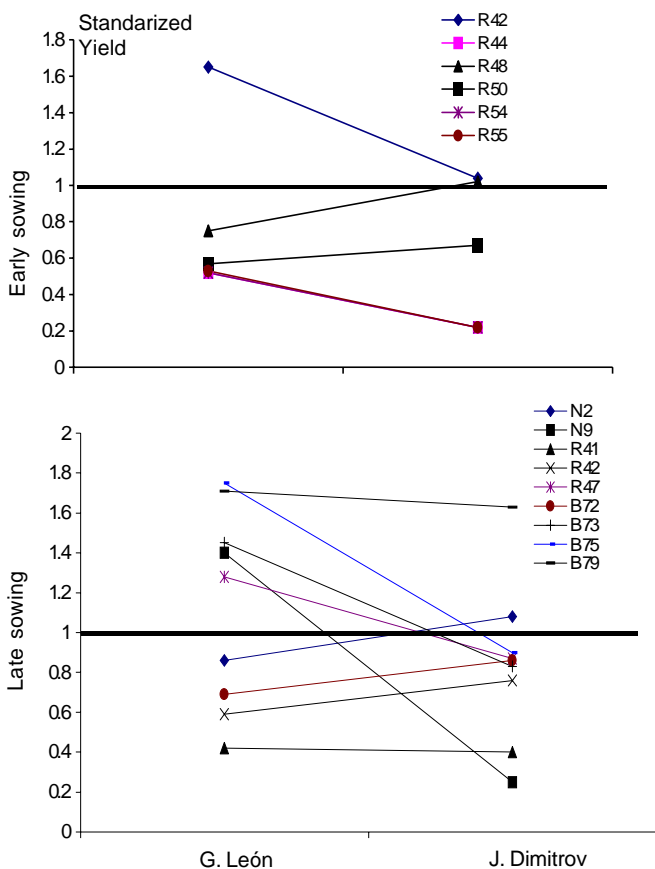 Standarized
Yield
Early sowing
1.8
1.6
1.4
1.2
1
0.8
0.6
0.4
0.2
0
R42
R44
R48
R50
R54
R55
Late sowing
2
1.8
1.6
1.4
1.2
1
0.8
0.6
0.4
0.2
0
N2
N9
R41
R42
R47
B72
B73
B75
B79
G. León
J. Dimitrov